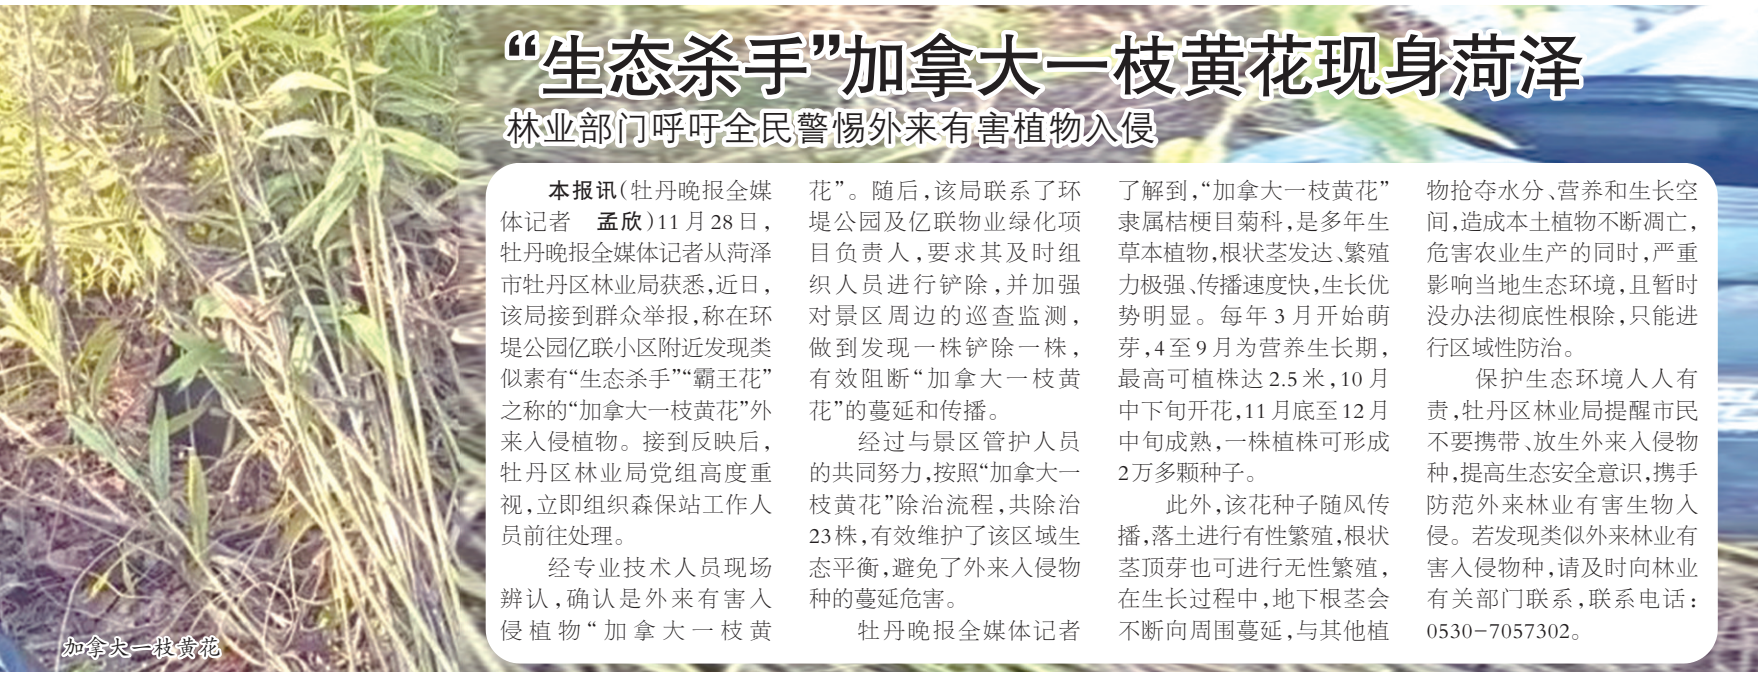 “生态杀手”加拿大一枝黄花现身菏泽
林业部门呼吁全民警惕外来有害植物入侵
本报讯(牡丹晚报全媒
体记者 孟欣)11月28日,
牡丹晚报全媒体记者从菏泽
市牡丹区林业局获悉,近日,
该局接到群众举报,称在环
堤公园亿联小区附近发现类
似素有“生态杀手”“霸王花”
之称的“加拿大一枝黄花”外
来入侵植物。接到反映后,
牡丹区林业局党组高度重
视,立即组织森保站工作人
员前往处理。
经专业技术人员现场
辨认,确认是外来有害入
侵植物“加拿大一枝黄
花”。随后,该局联系了环
堤公园及亿联物业绿化项
目负责人,要求其及时组
织人员进行铲除,并加强
对景区周边的巡查监测,
做到发现一株铲除一株,
有效阻断“加拿大一枝黄
花”的蔓延和传播。
经过与景区管护人员
的共同努力,按照“加拿大一
枝黄花”除治流程,共除治
23株,有效维护了该区域生
态平衡,避免了外来入侵物
种的蔓延危害。
牡丹晚报全媒体记者
了解到,“加拿大一枝黄花”
隶属桔梗目菊科,是多年生
草本植物,根状茎发达、繁殖
力极强、传播速度快,生长优
势明显。每年3月开始萌
芽,4至9月为营养生长期,
最高可植株达2.5米,10月
中下旬开花,11月底至12月
中旬成熟,一株植株可形成
2万多颗种子。
此外,该花种子随风传
播,落土进行有性繁殖,根状
茎顶芽也可进行无性繁殖,
在生长过程中,地下根茎会
不断向周围蔓延,与其他植
物抢夺水分、营养和生长空
间,造成本土植物不断凋亡,
危害农业生产的同时,严重
影响当地生态环境,且暂时
没办法彻底性根除,只能进
行区域性防治。
保护生态环境人人有
责,牡丹区林业局提醒市民
不要携带、放生外来入侵物
种,提高生态安全意识,携手
防范外来林业有害生物入
侵。若发现类似外来林业有
害入侵物种,请及时向林业
有关部门联系,联系电话:
0530-7057302。
加拿大一枝黄花